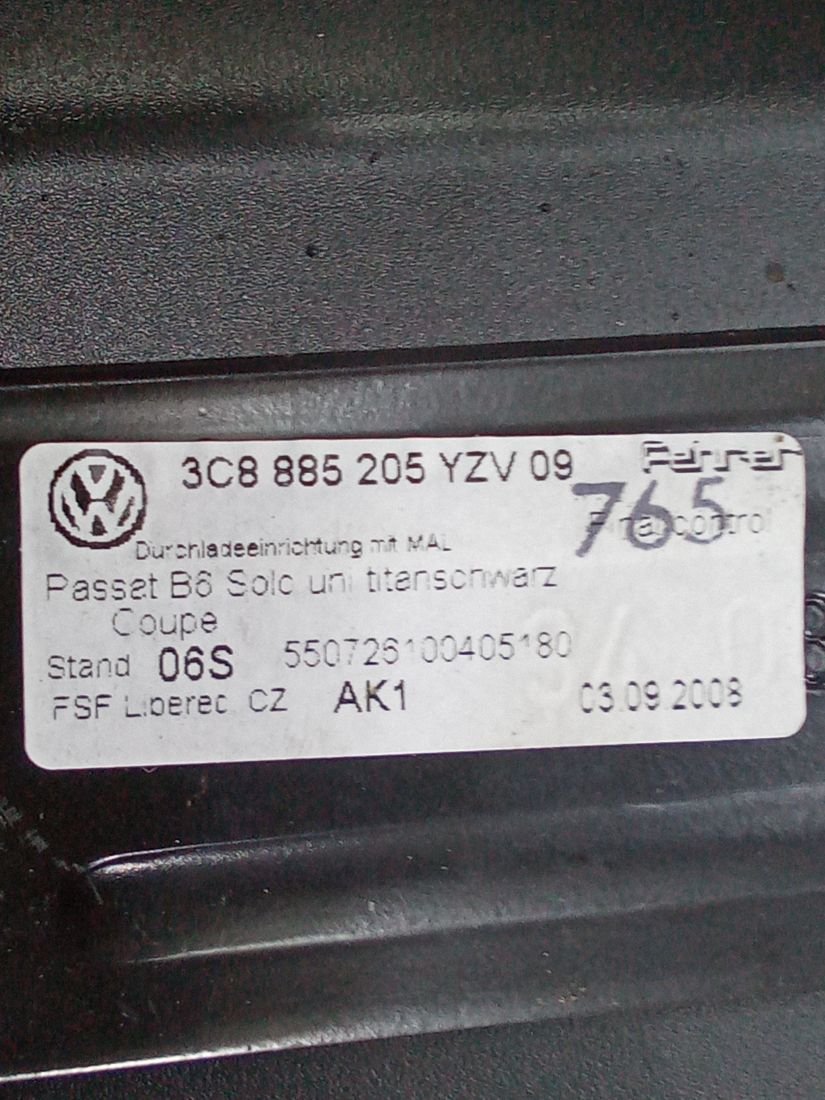 3C8 885 205 YZV 09
Fehrer
765
Final control
Durchladeeinrichtung mit MAL
Passat B6 Solo uni titanschwarz
Coupe
Stand 06S 550726100405180
FSF Liberec CZ AK1 03.09.2008